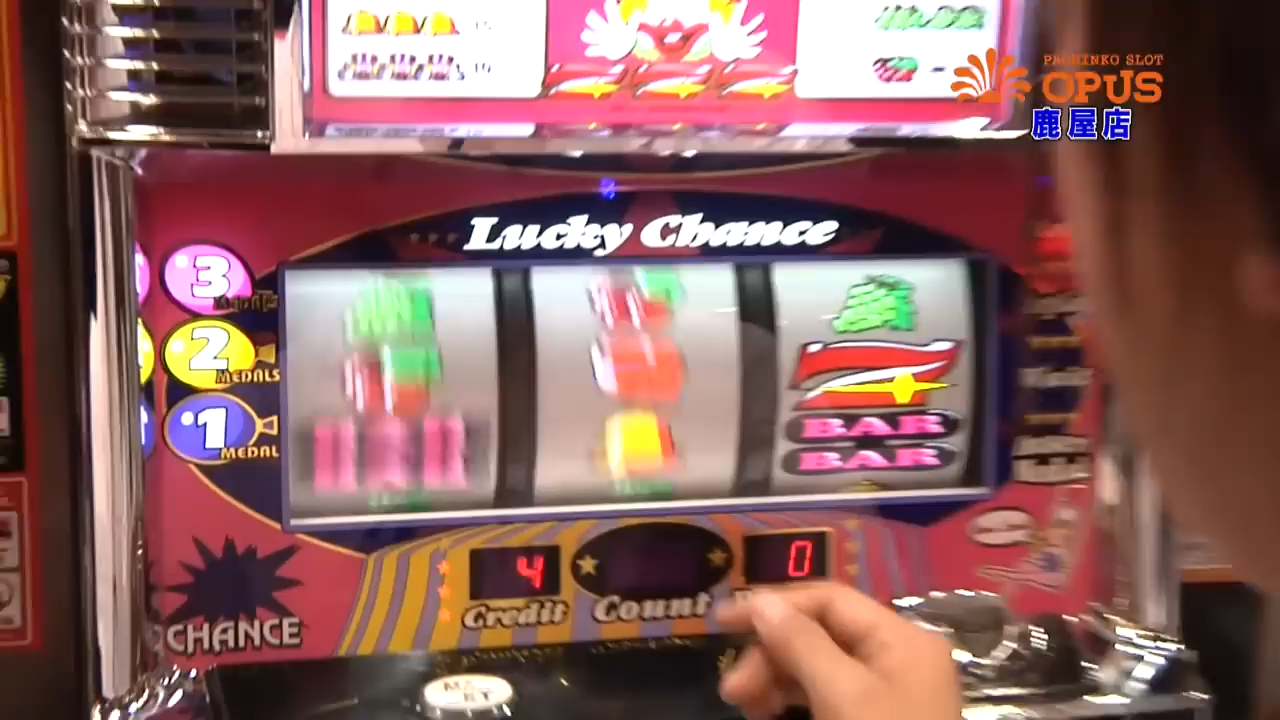 PACHINKO SLOT
OPUS
鹿屋店
Lucky Chance
3
2
MEDALS
1
MEDAL
BAR
BAR
4
0
Credit
Count
CHANCE